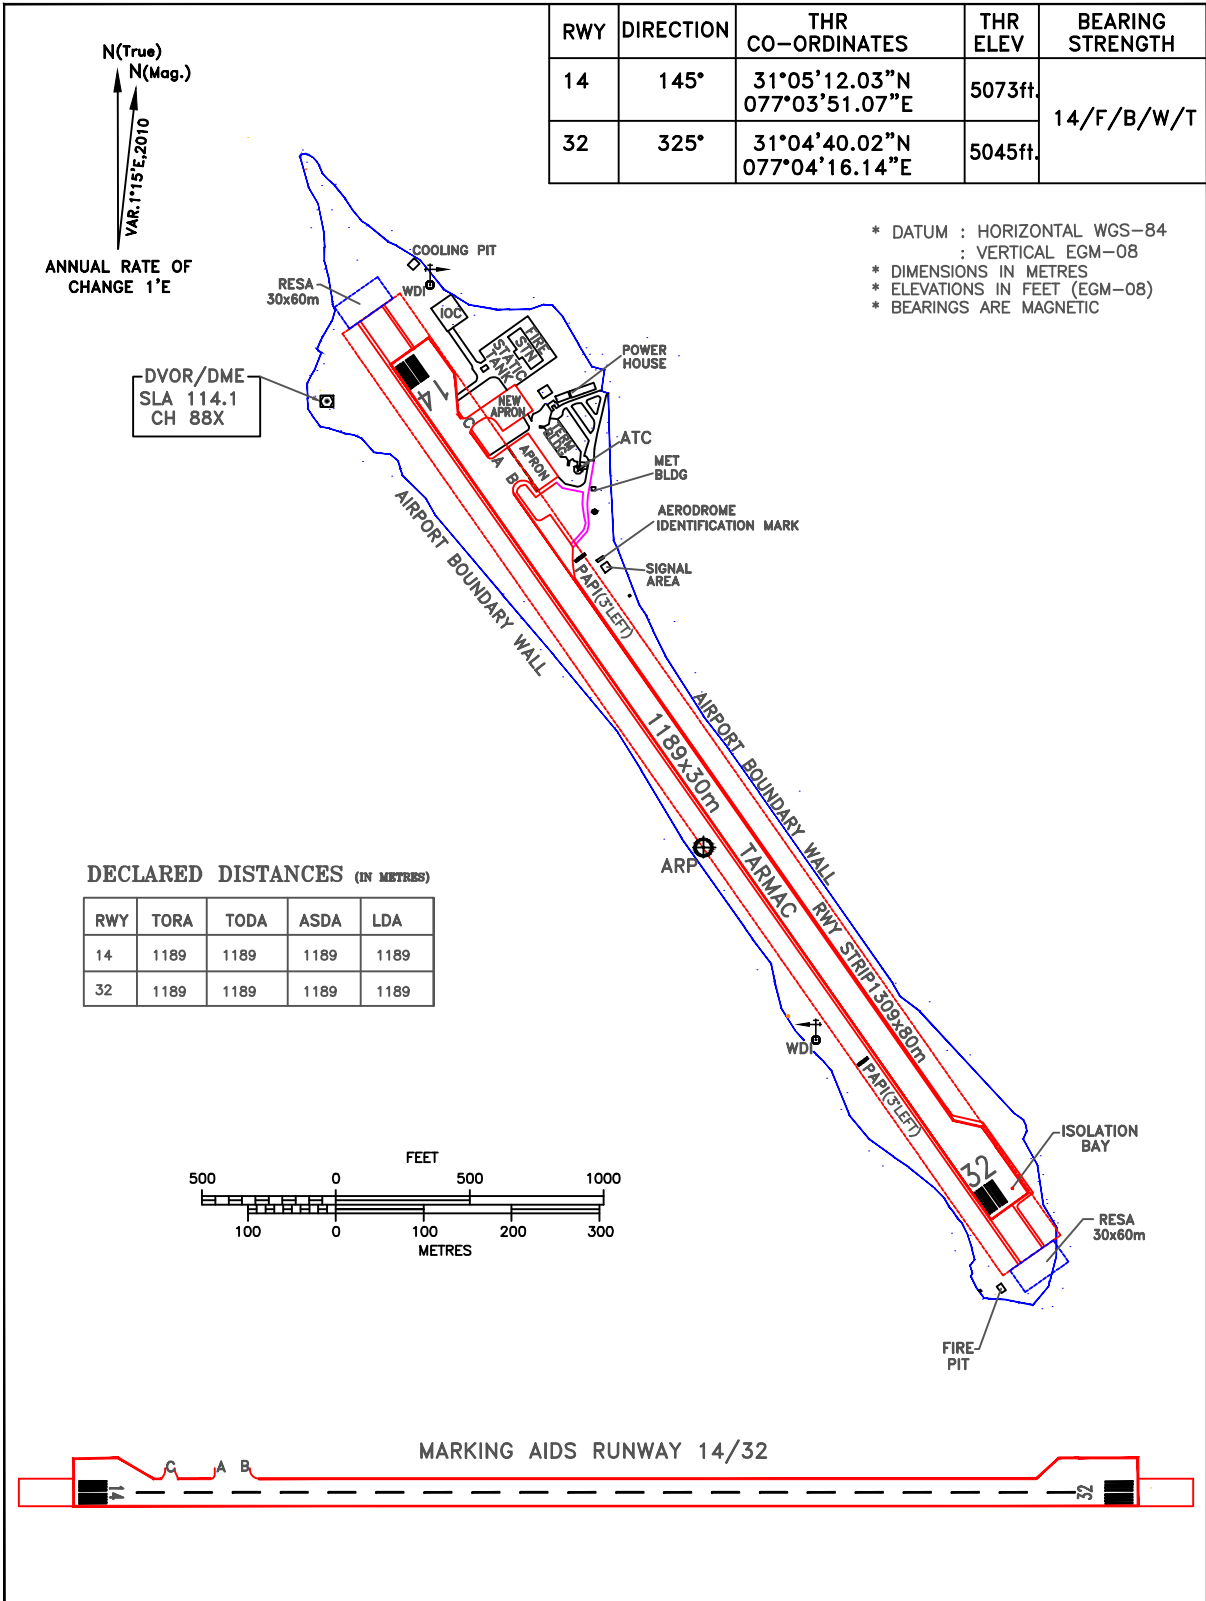 RWY DIRECTION THR CO-ORDINATES THR ELEV BEARING STRENGTH
14 145° 31°05'12.03"N 077°03'51.07"E 5073ft. 14/F/B/W/T
32 325° 31°04'40.02"N 077°04'16.14"E 5045ft.
N(True)
N(Mag.)
VAR.1°15'E,2010
ANNUAL RATE OF
CHANGE 1'E
* DATUM : HORIZONTAL WGS-84
: VERTICAL EGM-08
* DIMENSIONS IN METRES
* ELEVATIONS IN FEET (EGM-08)
* BEARINGS ARE MAGNETIC
COOLING PIT
RESA
30x60m
WDI
IOC
FIRE
STN
STATIC
TANK
POWER
HOUSE
DVOR/DME
SLA 114.1
CH 88X
14
NEW
APRON
C
A
B
APRON
TERM
BLDG
ATC
MET
BLDG
AERODROME
IDENTIFICATION MARK
SIGNAL
AREA
PAPI(3°LEFT)
AIRPORT BOUNDARY WALL
AIRPORT BOUNDARY WALL
1189x30m
TARMAC
ARP
RWY STRIP1309x80m
DECLARED DISTANCES (IN METRES)
RWY TORA TODA ASDA LDA
14 1189 1189 1189 1189
32 1189 1189 1189 1189
WDI
PAPI(3°LEFT)
ISOLATION
BAY
32
RESA
30x60m
FIRE
PIT
FEET
500 0 500 1000
100 0 100 200 300
METRES
MARKING AIDS RUNWAY 14/32
C A B
14
32